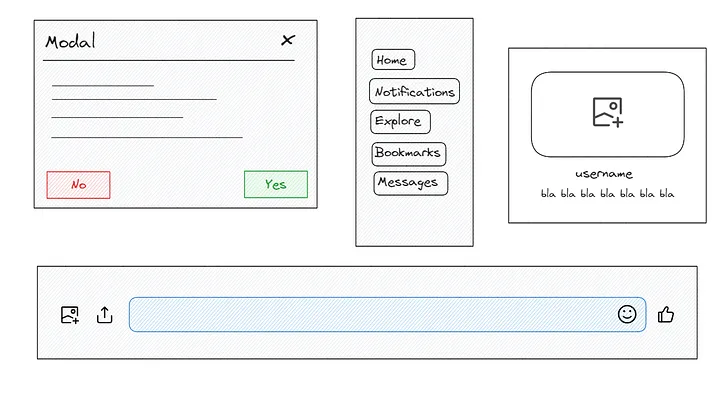 Modal
No
Yes
Home
Notifications
Explore
Bookmarks
Messages
username
bla bla bla bla bla bla bla